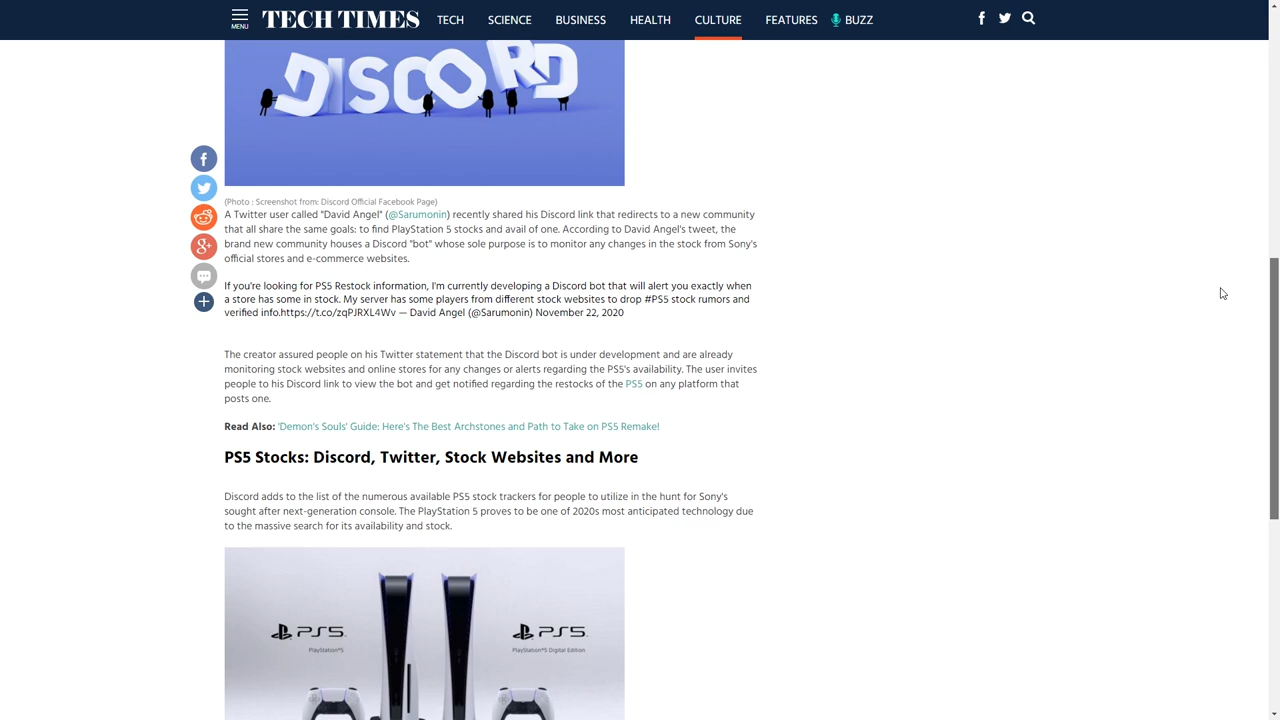 MENU TECH TIMES TECH SCIENCE BUSINESS HEALTH CULTURE FEATURES BUZZ
DISCORD
(Photo : Screenshot from: Discord Official Facebook Page)
A Twitter user called "David Angel" (@Sarumonin) recently shared his Discord link that redirects to a new community
that all share the same goals: to find PlayStation 5 stocks and avail of one. According to David Angel's tweet, the
brand new community houses a Discord "bot" whose sole purpose is to monitor any changes in the stock from Sony's
official stores and e-commerce websites.
If you're looking for PS5 Restock information, I'm currently developing a Discord bot that will alert you exactly when
a store has some in stock. My server has some players from different stock websites to drop #PS5 stock rumors and
verified info.https://t.co/zqPJRXL4Wv — David Angel (@Sarumonin) November 22, 2020
The creator assured people on his Twitter statement that the Discord bot is under development and are already
monitoring stock websites and online stores for any changes or alerts regarding the PS5's availability. The user invites
people to his Discord link to view the bot and get notified regarding the restocks of the PS5 on any platform that
posts one.
Read Also: 'Demon's Souls' Guide: Here's The Best Archstones and Path to Take on PS5 Remake!
PS5 Stocks: Discord, Twitter, Stock Websites and More
Discord adds to the list of the numerous available PS5 stock trackers for people to utilize in the hunt for Sony's
sought after next-generation console. The PlayStation 5 proves to be one of 2020s most anticipated technology due
to the massive search for its availability and stock.
PS5 PS5
PlayStation®5 PlayStation®5 Digital Edition